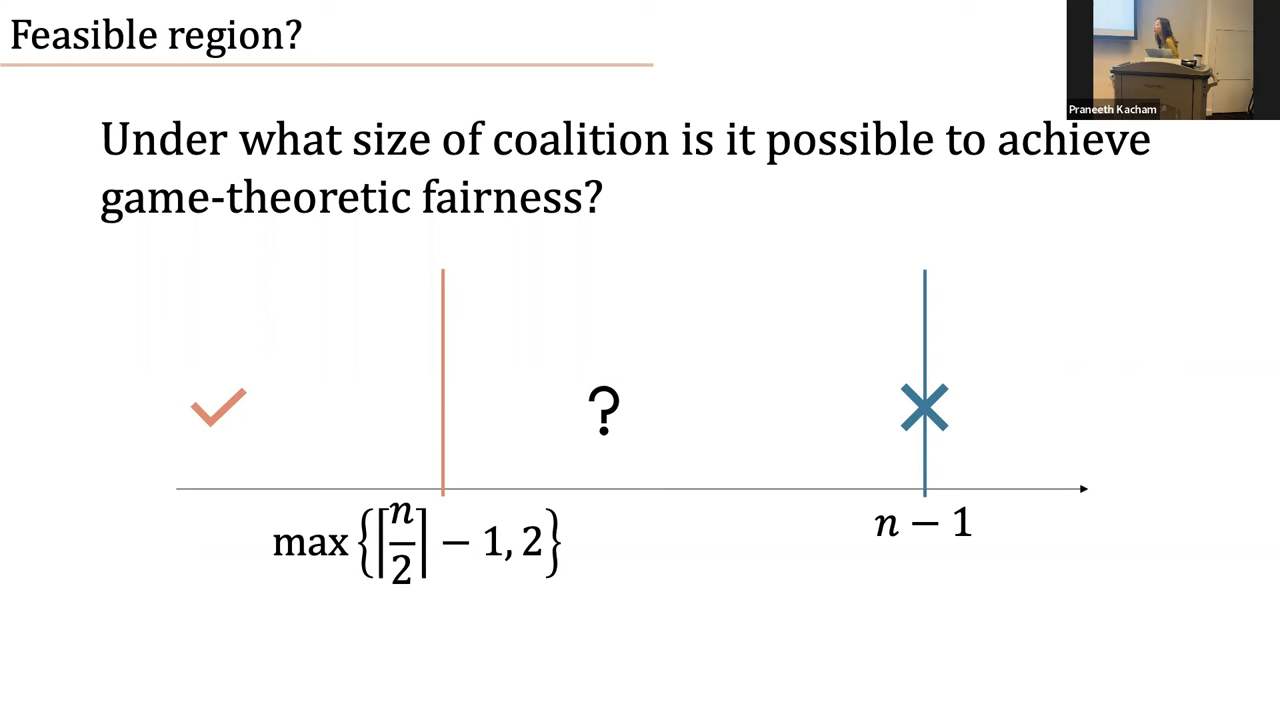 Feasible region?
Praneeth Kacham
Under what size of coalition is it possible to achieve
game-theoretic fairness?
?
max{⌈n/2⌉ − 1, 2}
n − 1